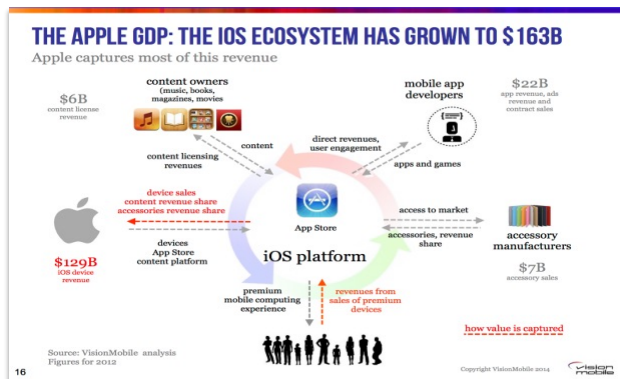 THE APPLE GDP: THE IOS ECOSYSTEM HAS GROWN TO $163B
Apple captures most of this revenue
$6B
content license
revenue
content owners
(music, books,
magazines, movies
mobile app
developers
$22B
app revenue, ads
revenue and
contract sales
content
content licensing
revenues
direct revenues,
user engagement
apps and games
device sales
content revenue share
accessories revenue share
App Store
access to market
accessories, revenue
share
accessory
manufacturers
$7B
accessory sales
$129B
iOS device
revenue
devices
App Store
content platform
iOS platform
premium
mobile computing
experience
revenues from
sales of premium
devices
how value is captured
Source: VisionMobile analysis
Figures for 2012
16
Copyright VisionMobile 2014
vision
mobile